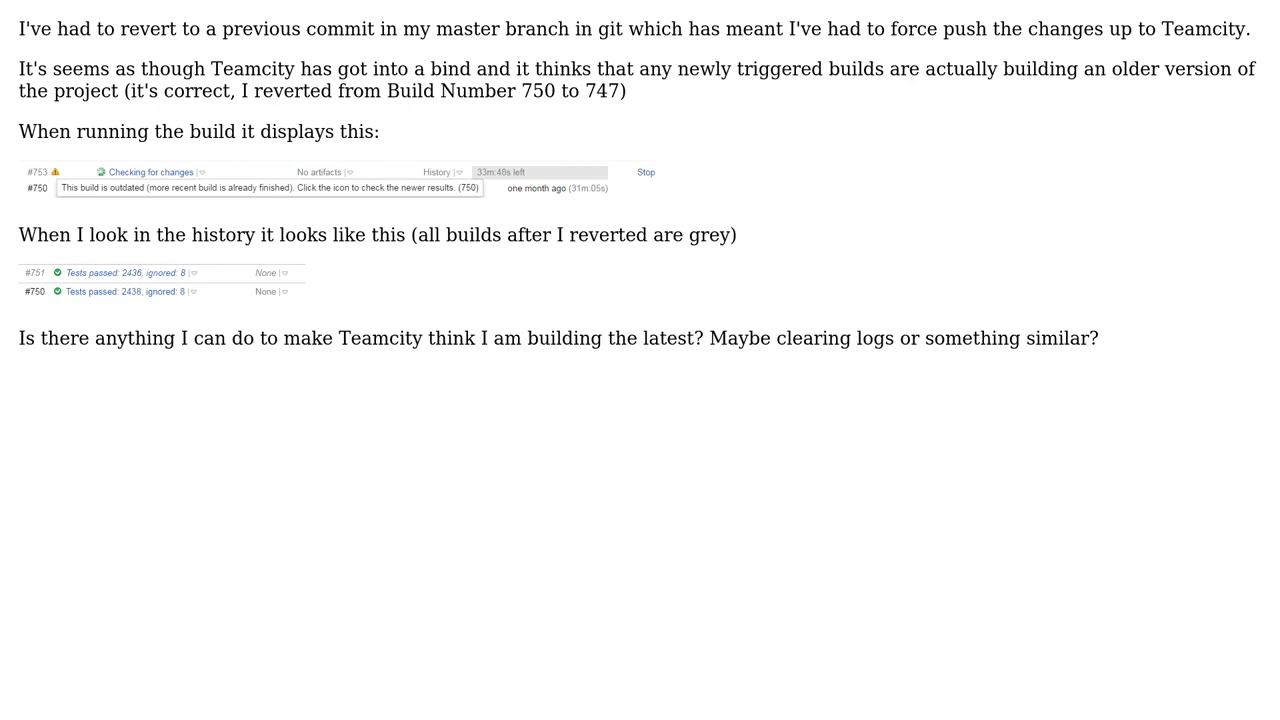 I've had to revert to a previous commit in my master branch in git which has meant I've had to force push the changes up to Teamcity.
It's seems as though Teamcity has got into a bind and it thinks that any newly triggered builds are actually building an older version of
the project (it's correct, I reverted from Build Number 750 to 747)
When running the build it displays this:
#753 Checking for changes No artifacts History 33m:48s left Stop
#750 This build is outdated (more recent build is already finished). Click the icon to check the newer results. (750) one month ago (31m:05s)
When I look in the history it looks like this (all builds after I reverted are grey)
#751 Tests passed: 2436, ignored: 8 None
#750 Tests passed: 2438, ignored: 8 None
Is there anything I can do to make Teamcity think I am building the latest? Maybe clearing logs or something similar?